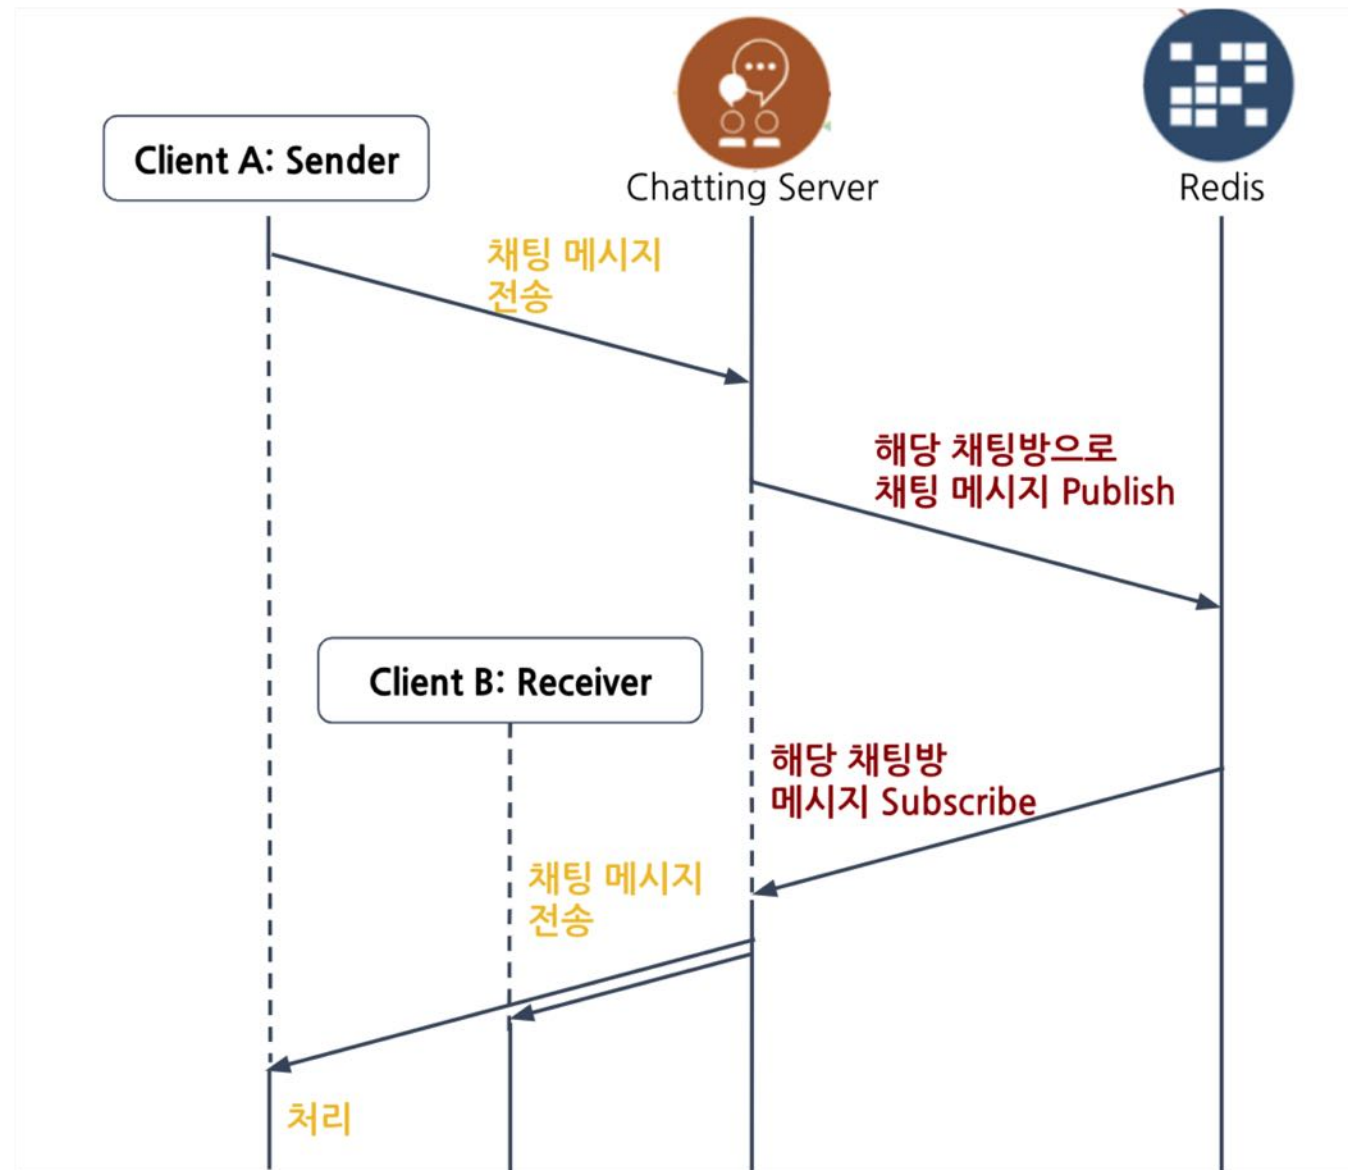 Client A: Sender
Chatting Server
Redis
채팅 메시지
전송
해당 채팅방으로
채팅 메시지 Publish
Client B: Receiver
해당 채팅방
메시지 Subscribe
채팅 메시지
전송
처리